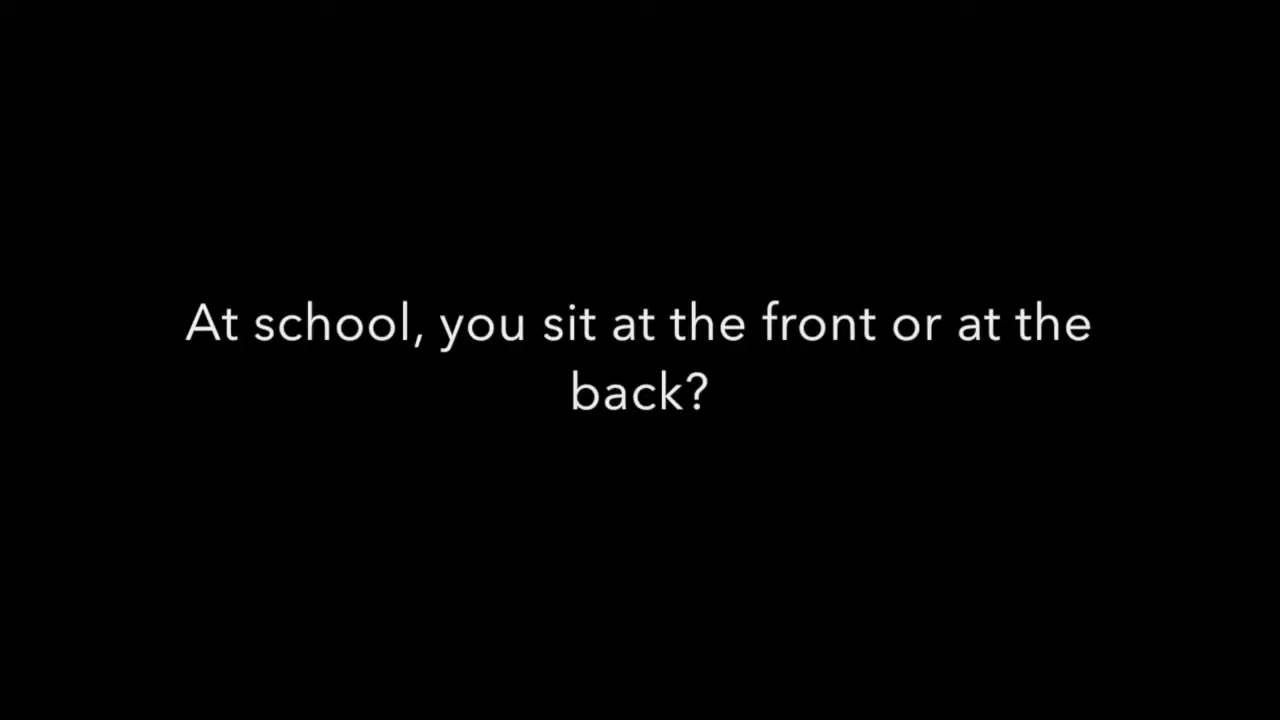 At school, you sit at the front or at the
back?